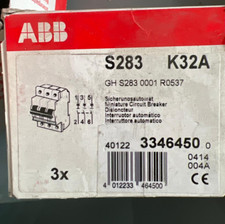 ABB
S283 K32A
GH S283 0001 R0537
Sicherungsautomat
Miniature Circuit Breaker
Disjoncteur
Interruptor automático
Interruttore automatico
3x
40122 3346450 0
0414
004A
4 012233 464500